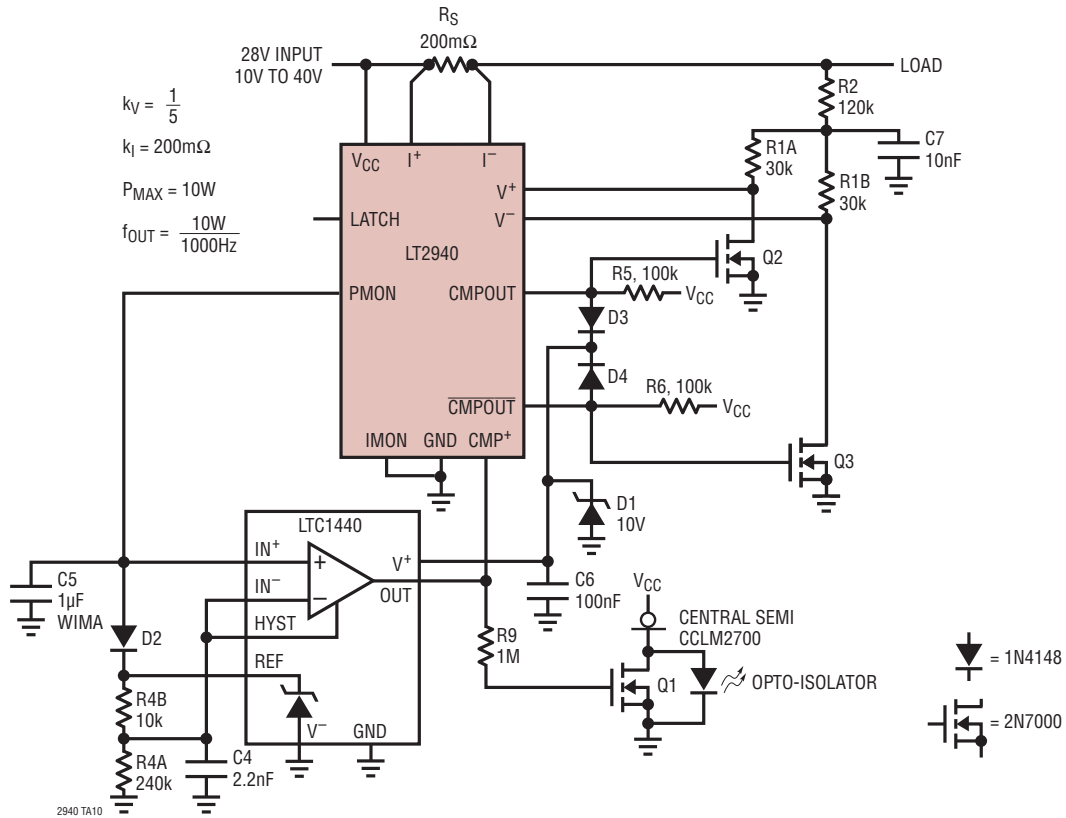 RS
200mΩ
28V INPUT
10V TO 40V
LOAD
kV = 1/5
kI = 200mΩ
PMAX = 10W
fOUT = 10W/1000Hz
R2
120k
R1A
30k
C7
10nF
R1B
30k
VCC
I+
I−
V+
V−
LATCH
LT2940
PMON
CMPOUT
R5, 100k
VCC
Q2
D3
D4
R6, 100k
VCC
CMPOUT
IMON
GND
CMP+
Q3
D1
10V
LTC1440
IN+
IN−
HYST
REF
+
−
V+
OUT
V−
GND
C5
1µF
WIMA
D2
R4B
10k
R4A
240k
C4
2.2nF
C6
100nF
R9
1M
VCC
CENTRAL SEMI
CCLM2700
Q1
OPTO-ISOLATOR
= 1N4148
= 2N7000
2940 TA10